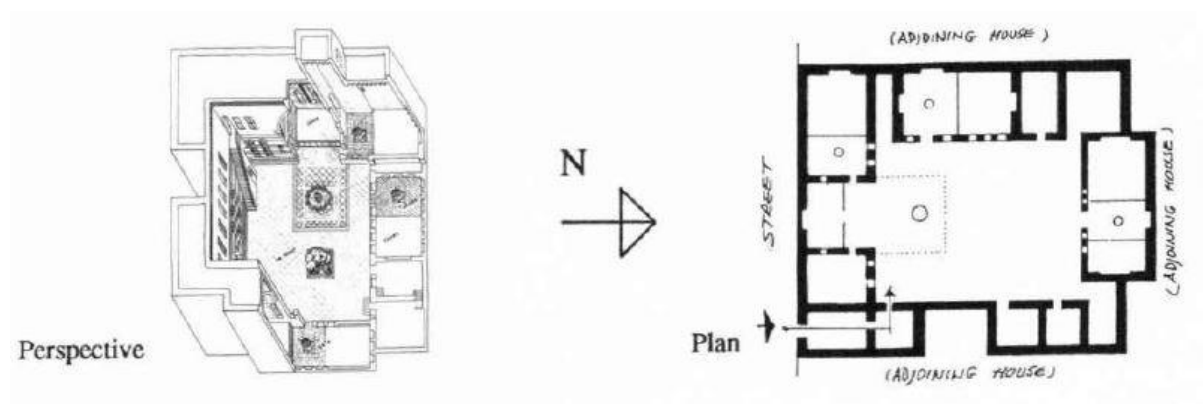 Perspective
N
Plan
(ADJOINING HOUSE)
STREET
(ADJOINING HOUSE)
(ADJOINING HOUSE)